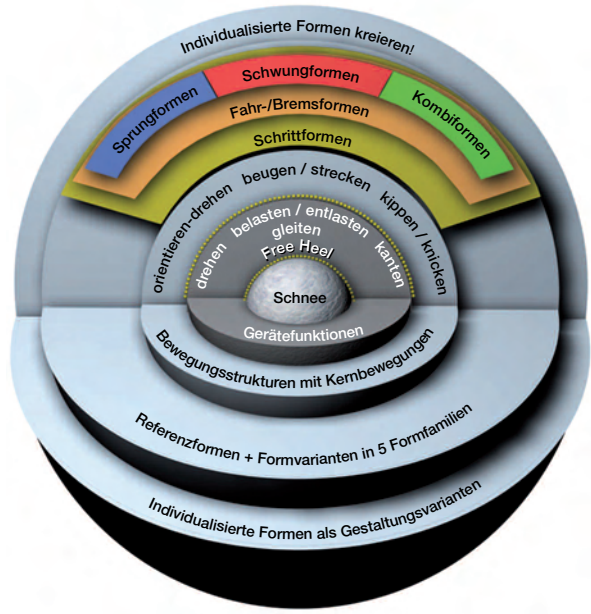 Individualisierte Formen kreieren!
Sprungformen
Schwungformen
Kombiformen
Fahr-/Bremsformen
Schrittformen
orientieren-drehen beugen / strecken kippen / knicken
drehen belasten / entlasten kanten
gleiten
Free Heel
Schnee
Gerätefunktionen
Bewegungsstrukturen mit Kernbewegungen
Referenzformen + Formvarianten in 5 Formfamilien
Individualisierte Formen als Gestaltungsvarianten